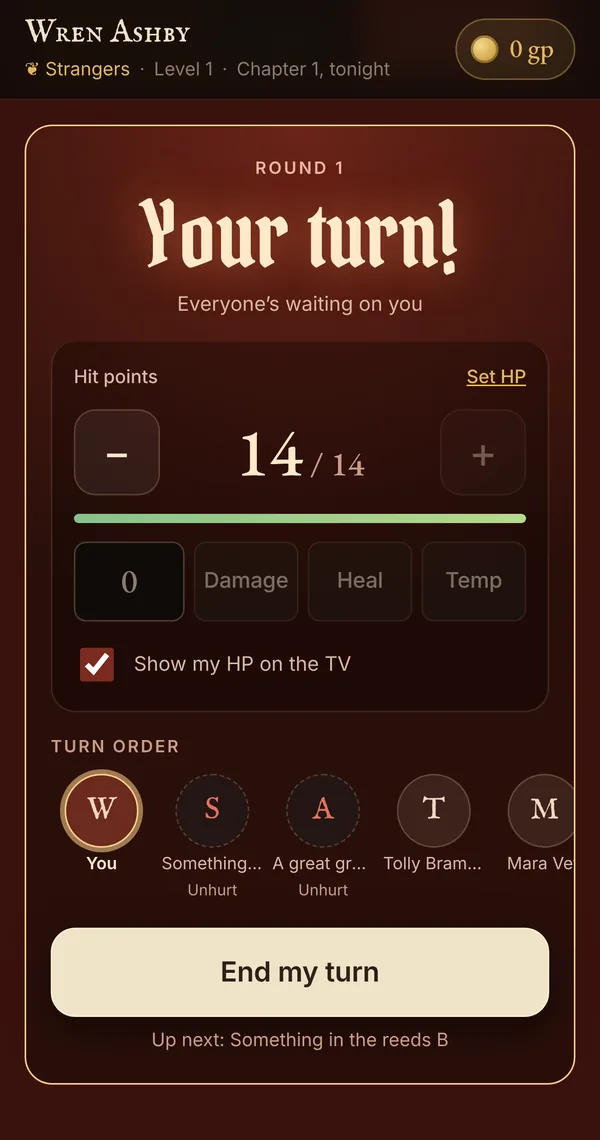 Wren Ashby
❦ Strangers · Level 1 · Chapter 1, tonight
0 gp
ROUND 1
Your turn!
Everyone’s waiting on you
Hit points
Set HP
− 14 / 14 +
0 Damage Heal Temp
Show my HP on the TV
TURN ORDER
W S A T M
You Something… A great gr… Tolly Bram… Mara Ve
Unhurt Unhurt
End my turn
Up next: Something in the reeds B